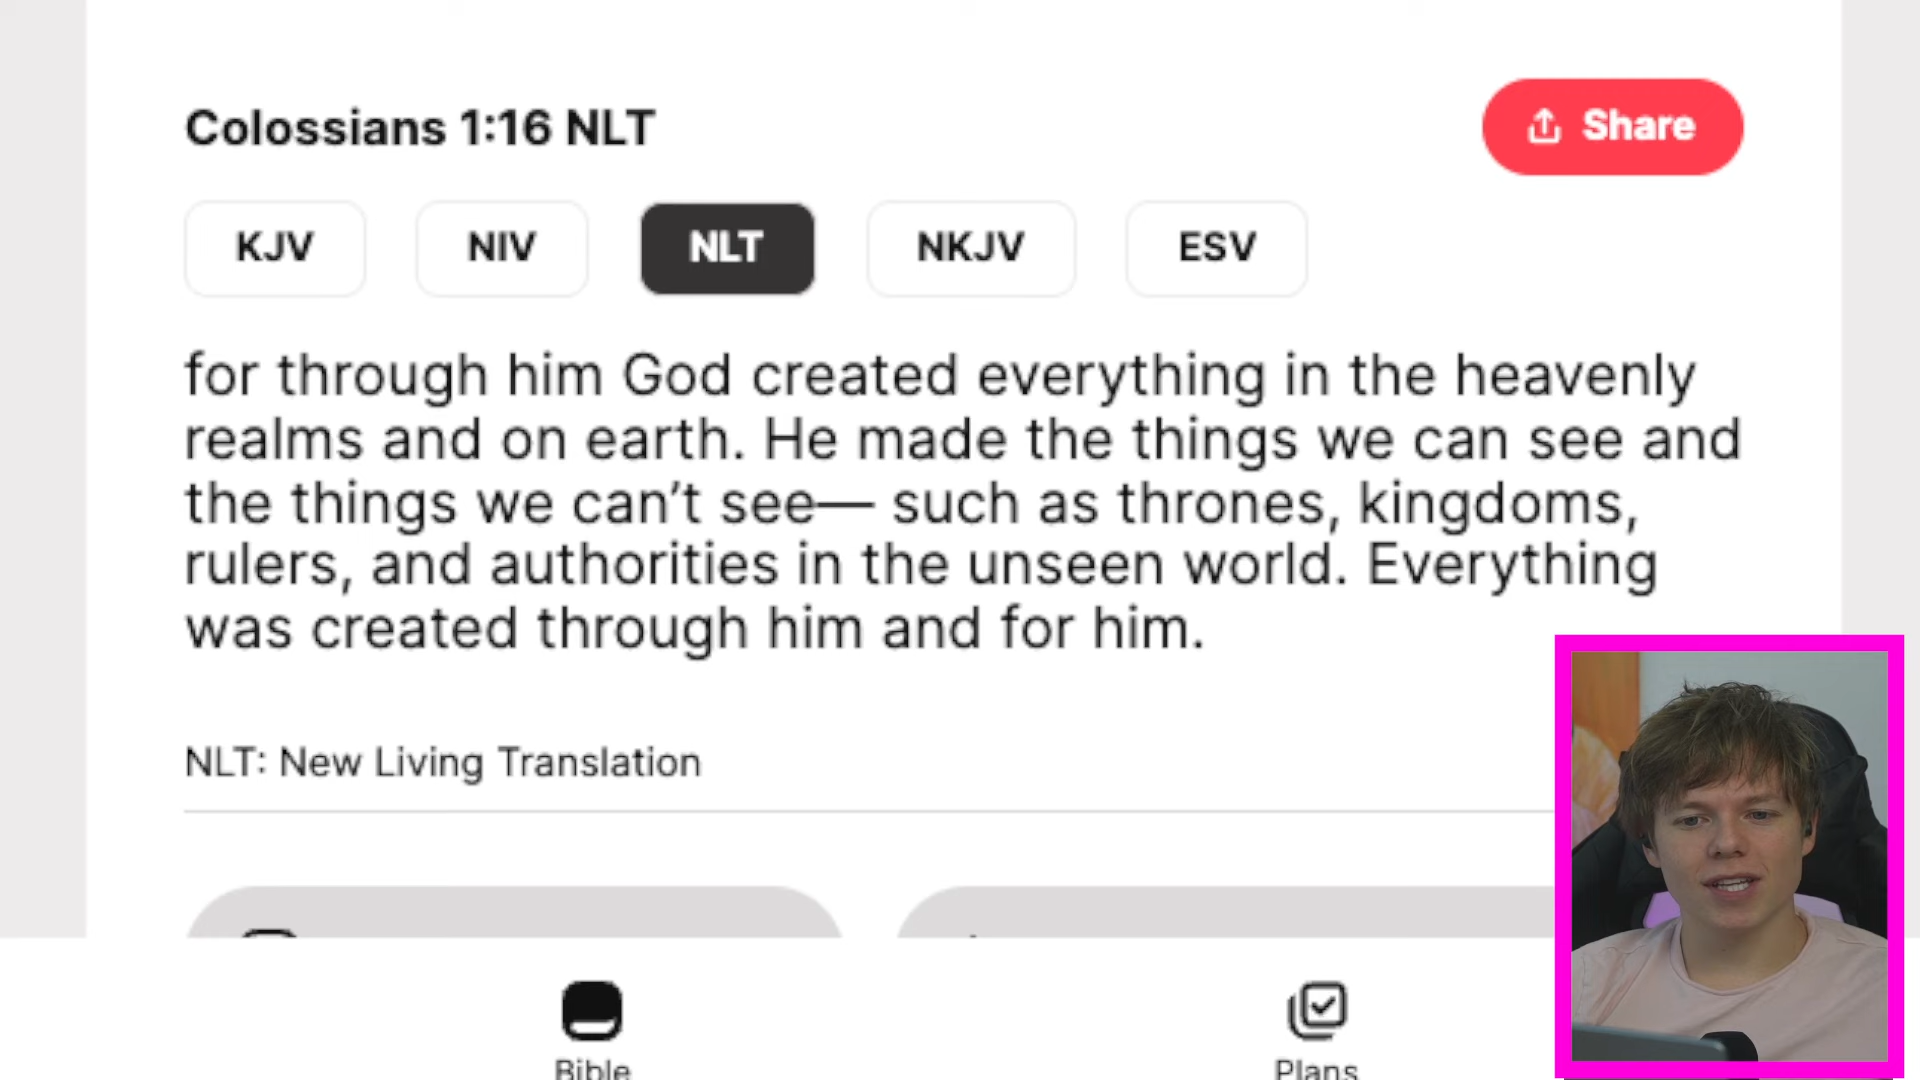 Colossians 1:16 NLT
Share
KJV
NIV
NLT
NKJV
ESV
for through him God created everything in the heavenly
realms and on earth. He made the things we can see and
the things we can’t see— such as thrones, kingdoms,
rulers, and authorities in the unseen world. Everything
was created through him and for him.
NLT: New Living Translation
Bible
Plans